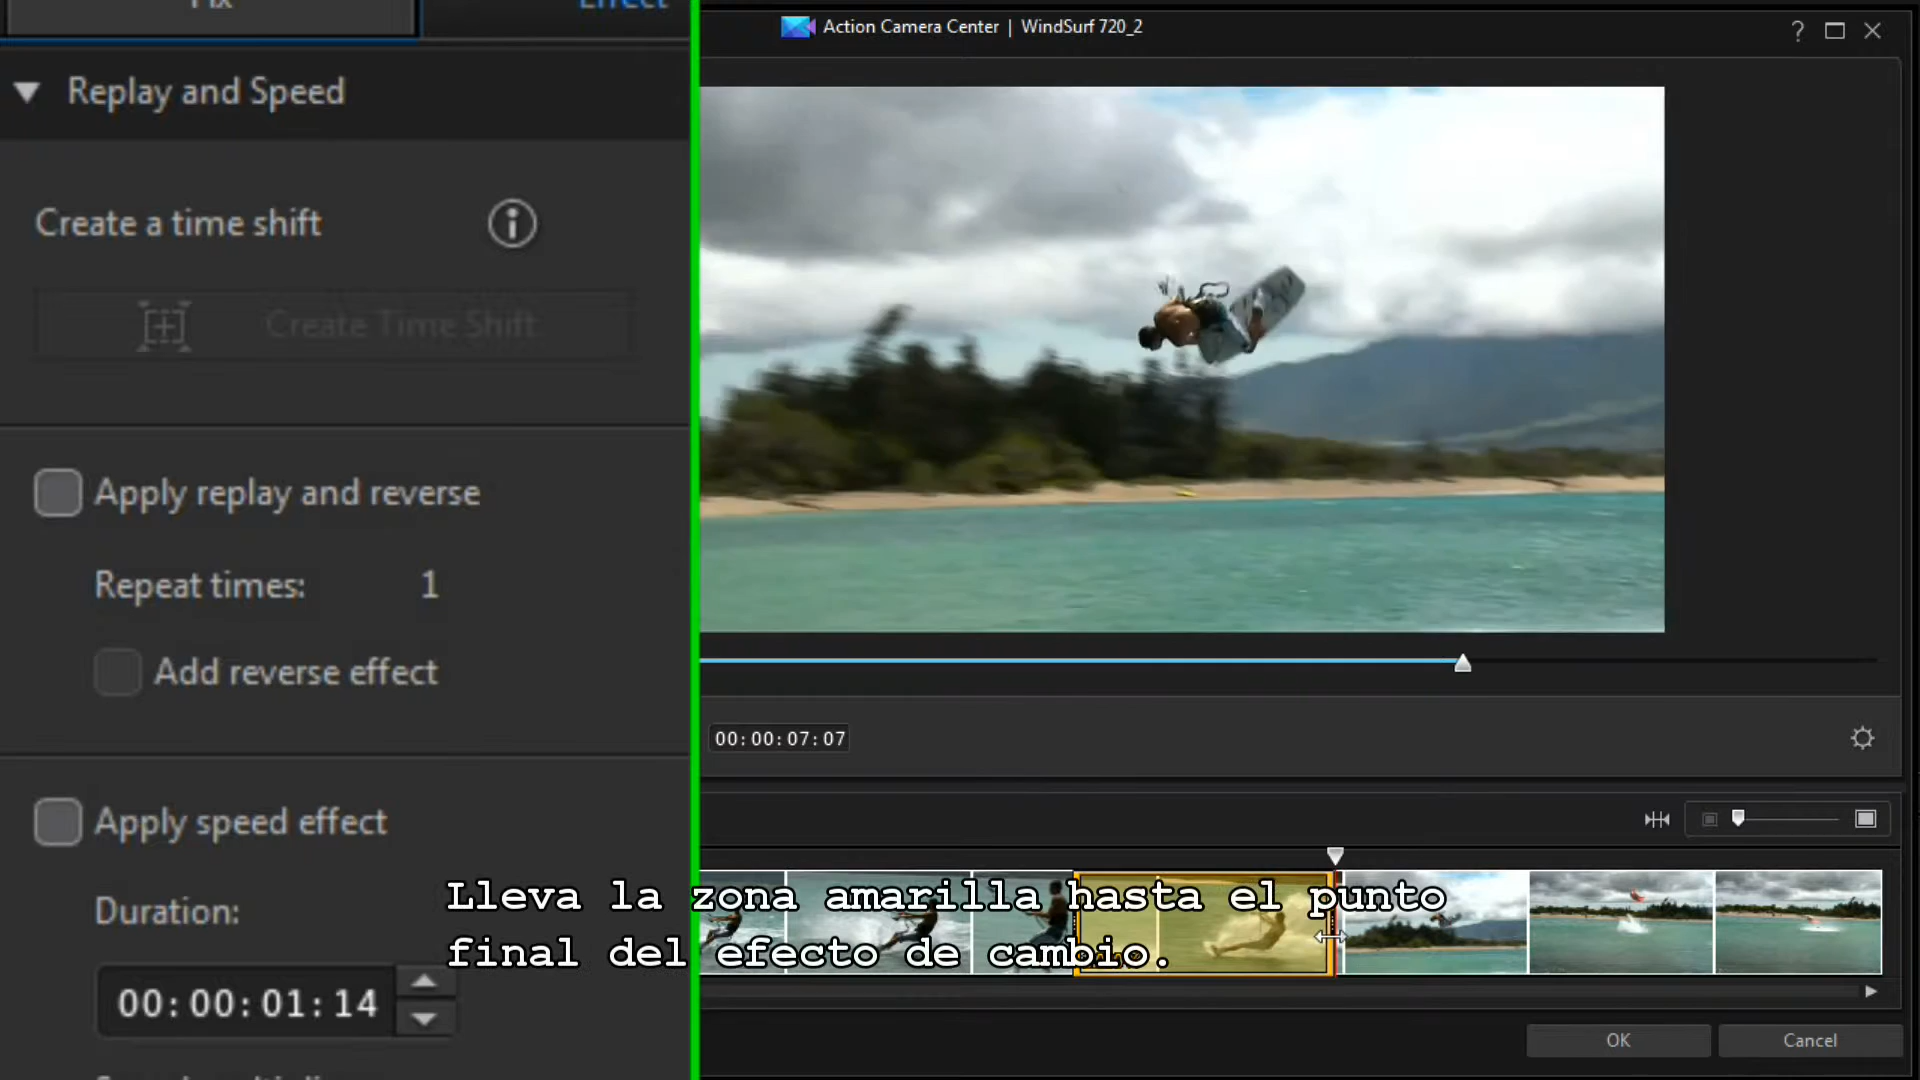 Fix
Effect
Action Camera Center | WindSurf 720_2
Replay and Speed
Create a time shift
Create Time Shift
Apply replay and reverse
Repeat times: 1
Add reverse effect
00:00:07:07
Apply speed effect
Duration:
00:00:01:14
Lleva la zona amarilla hasta el punto
final del efecto de cambio.
OK
Cancel